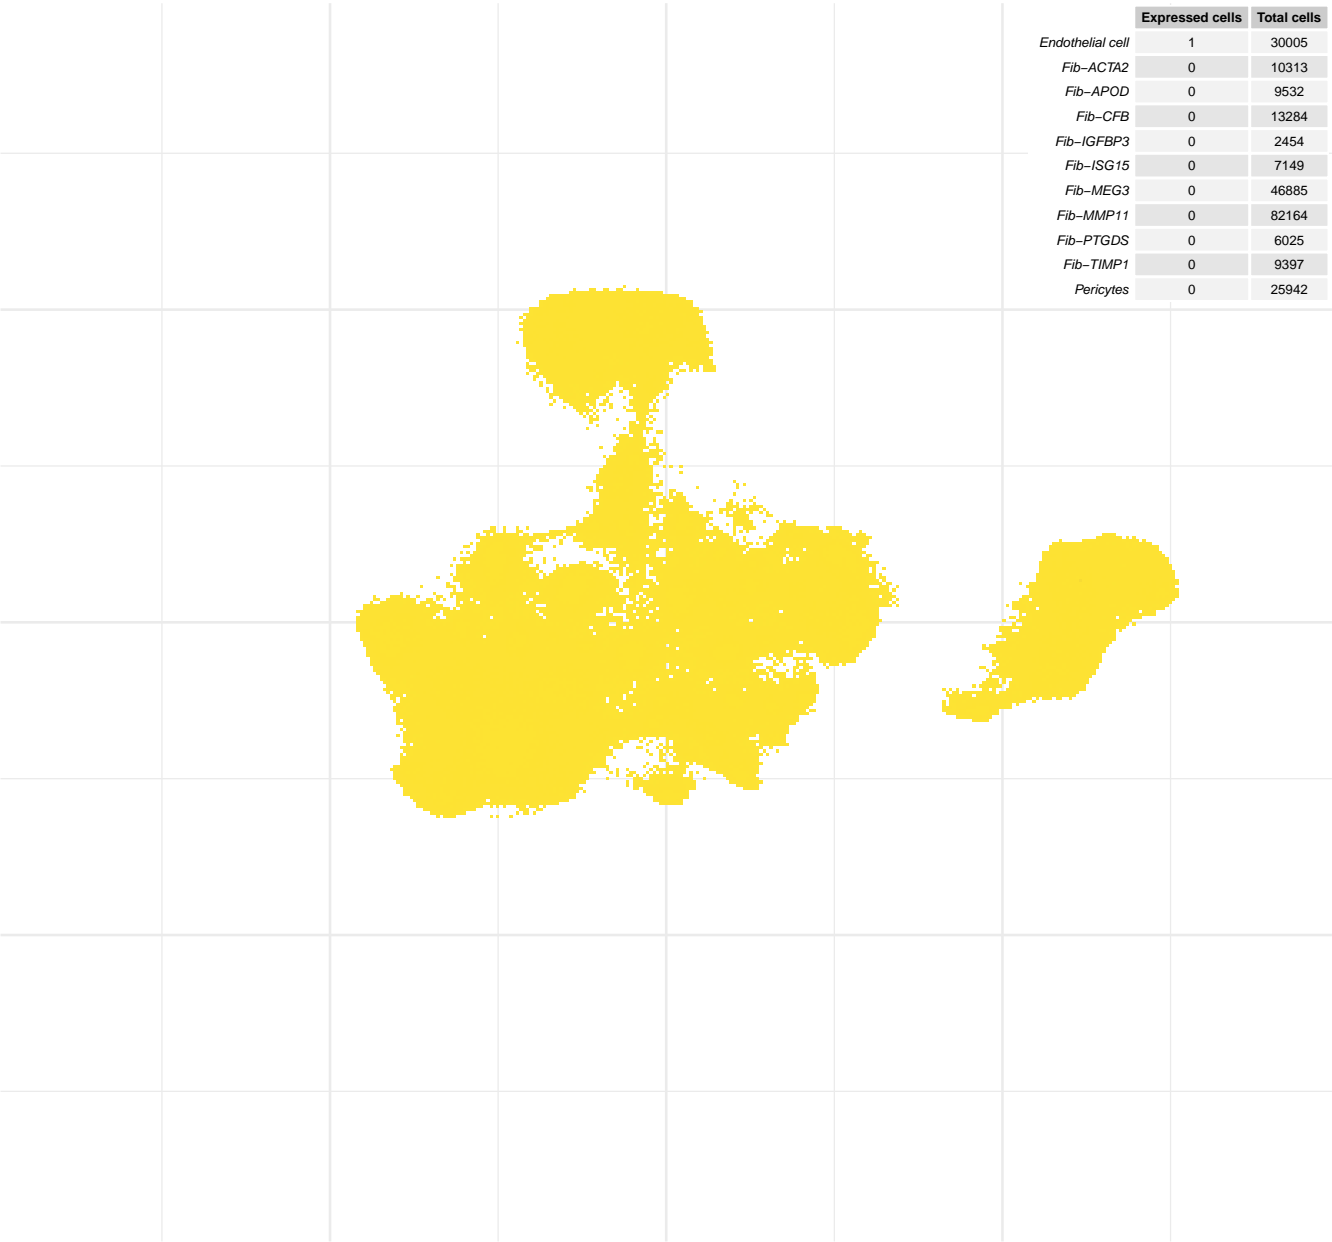 Expressed cells Total cells
Endothelial cell 1 30005
Fib−ACTA2 0 10313
Fib−APOD 0 9532
Fib−CFB 0 13284
Fib−IGFBP3 0 2454
Fib−ISG15 0 7149
Fib−MEG3 0 46885
Fib−MMP11 0 82164
Fib−PTGDS 0 6025
Fib−TIMP1 0 9397
Pericytes 0 25942